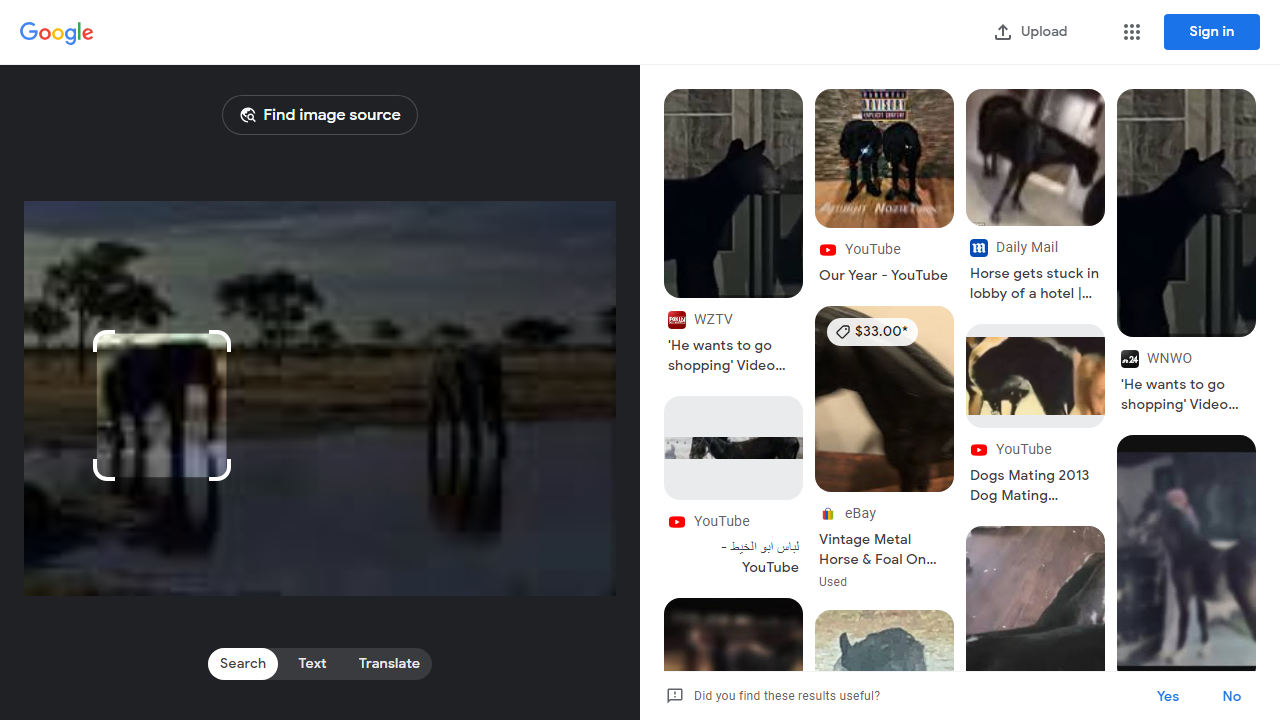 Google
Upload
Sign in
Find image source
Search
Text
Translate
WZTV
'He wants to go
shopping' Video...
YouTube
لباس ابو الخيط -
YouTube
ADVISORY
EXPLICIT CONTENT
YouTube
Our Year - YouTube
$33.00*
eBay
Vintage Metal
Horse & Foal On...
Used
Daily Mail
Horse gets stuck in
lobby of a hotel |...
YouTube
Dogs Mating 2013
Dog Mating...
WNWO
'He wants to go
shopping' Video...
Did you find these results useful?
Yes
No